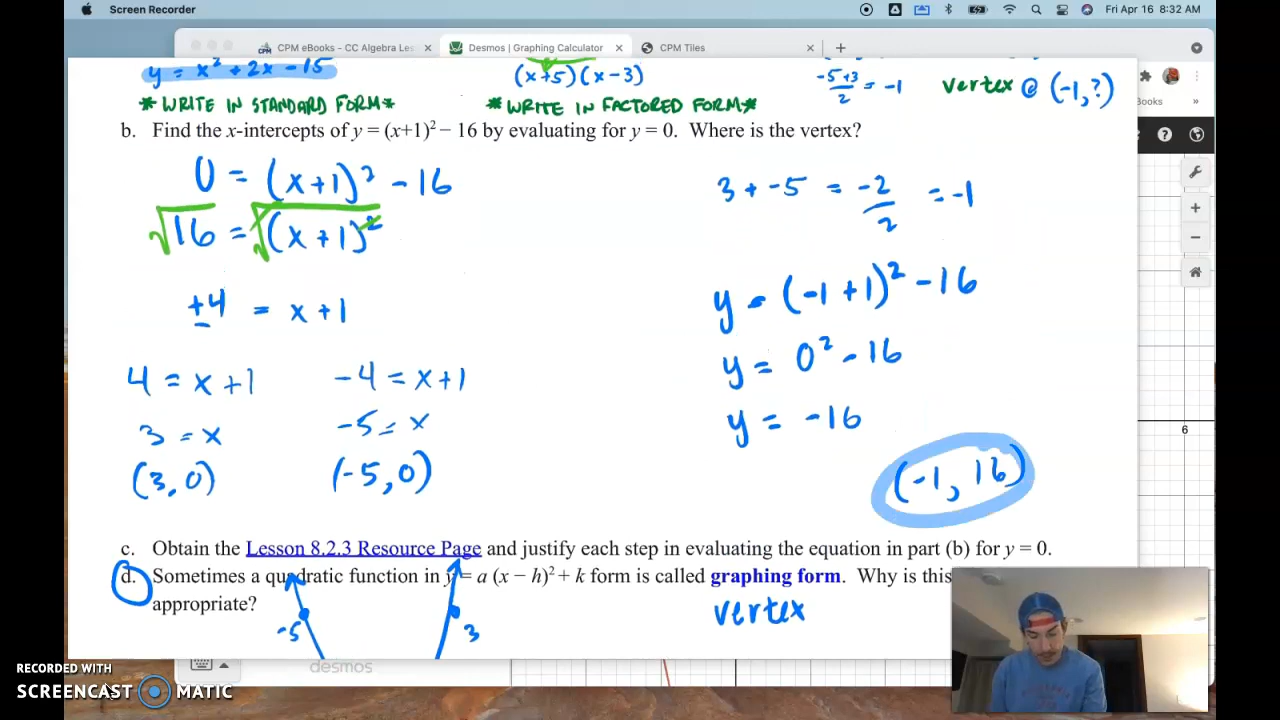 Screen Recorder
Fri Apr 16 8:32 AM
CPM eBooks - CC Algebra Les
Desmos | Graphing Calculator
CPM Tiles
y = x² + 2x - 15
(x+5)(x-3)
-5+3/2 = -1
vertex @ (-1,?)
ooks
*WRITE IN STANDARD FORM*
*WRITE IN FACTORED FORM*
b. Find the x-intercepts of y = (x+1)² − 16 by evaluating for y = 0. Where is the vertex?
0 = (x+1)² - 16
√16 = √(x+1)²
±4 = x+1
4 = x+1
-4 = x+1
3 = x
-5 = x
(3,0)
(-5,0)
3 + -5 = -2/2 = -1
y = (-1+1)² - 16
y = 0² - 16
y = -16
(-1, 16)
6
c. Obtain the Lesson 8.2.3 Resource Page and justify each step in evaluating the equation in part (b) for y = 0.
d. Sometimes a quadratic function in y = a (x − h)² + k form is called graphing form. Why is this
appropriate?
vertex
-5
3
desmos
RECORDED WITH
SCREENCAST MATIC